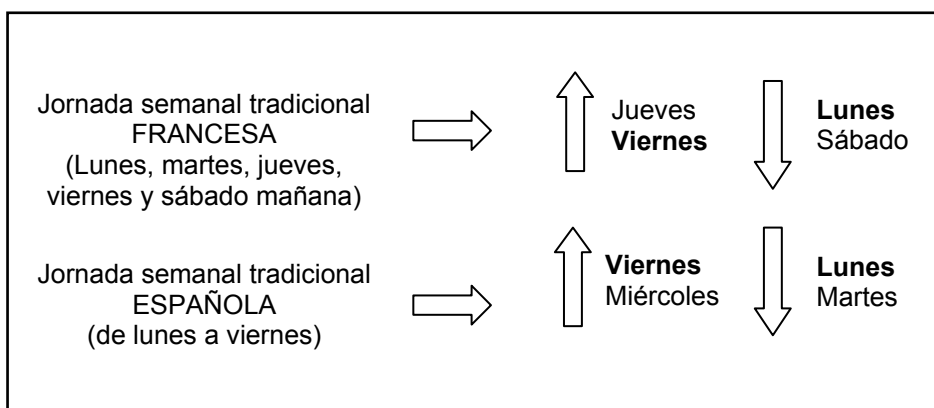 Jornada semanal tradicional
FRANCESA
(Lunes, martes, jueves,
viernes y sábado mañana)
Jueves
Viernes
Lunes
Sábado
Jornada semanal tradicional
ESPAÑOLA
(de lunes a viernes)
Viernes
Miércoles
Lunes
Martes